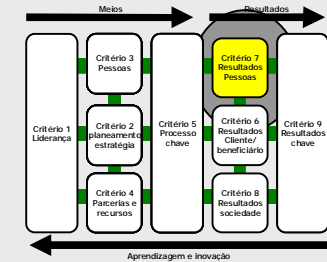 Meios
Resultados
Critério 1
Liderança
Critério 3
Pessoas
Critério 2
planeamento
estratégia
Critério 4
Parcerias e
recursos
Critério 5
Processo
chave
Critério 7
Resultados
Pessoas
Critério 6
Resultados
Cliente/
beneficiário
Critério 8
Resultados
sociedade
Critério 9
Resultados
chave
Aprendizagem e inovação